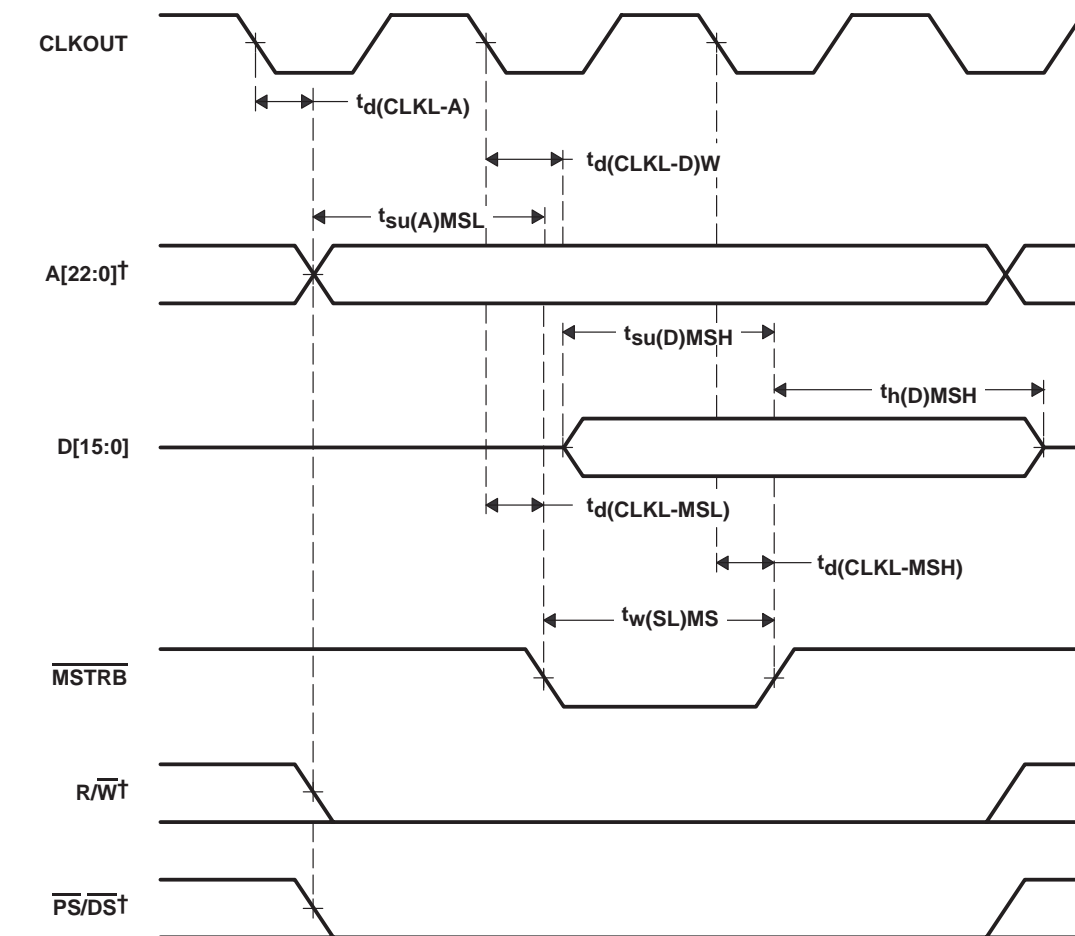 CLKOUT
td(CLKL-A)
td(CLKL-D)W
tsu(A)MSL
A[22:0]†
tsu(D)MSH
th(D)MSH
D[15:0]
td(CLKL-MSL)
td(CLKL-MSH)
tw(SL)MS
MSTRB
R/W†
PS/DS†